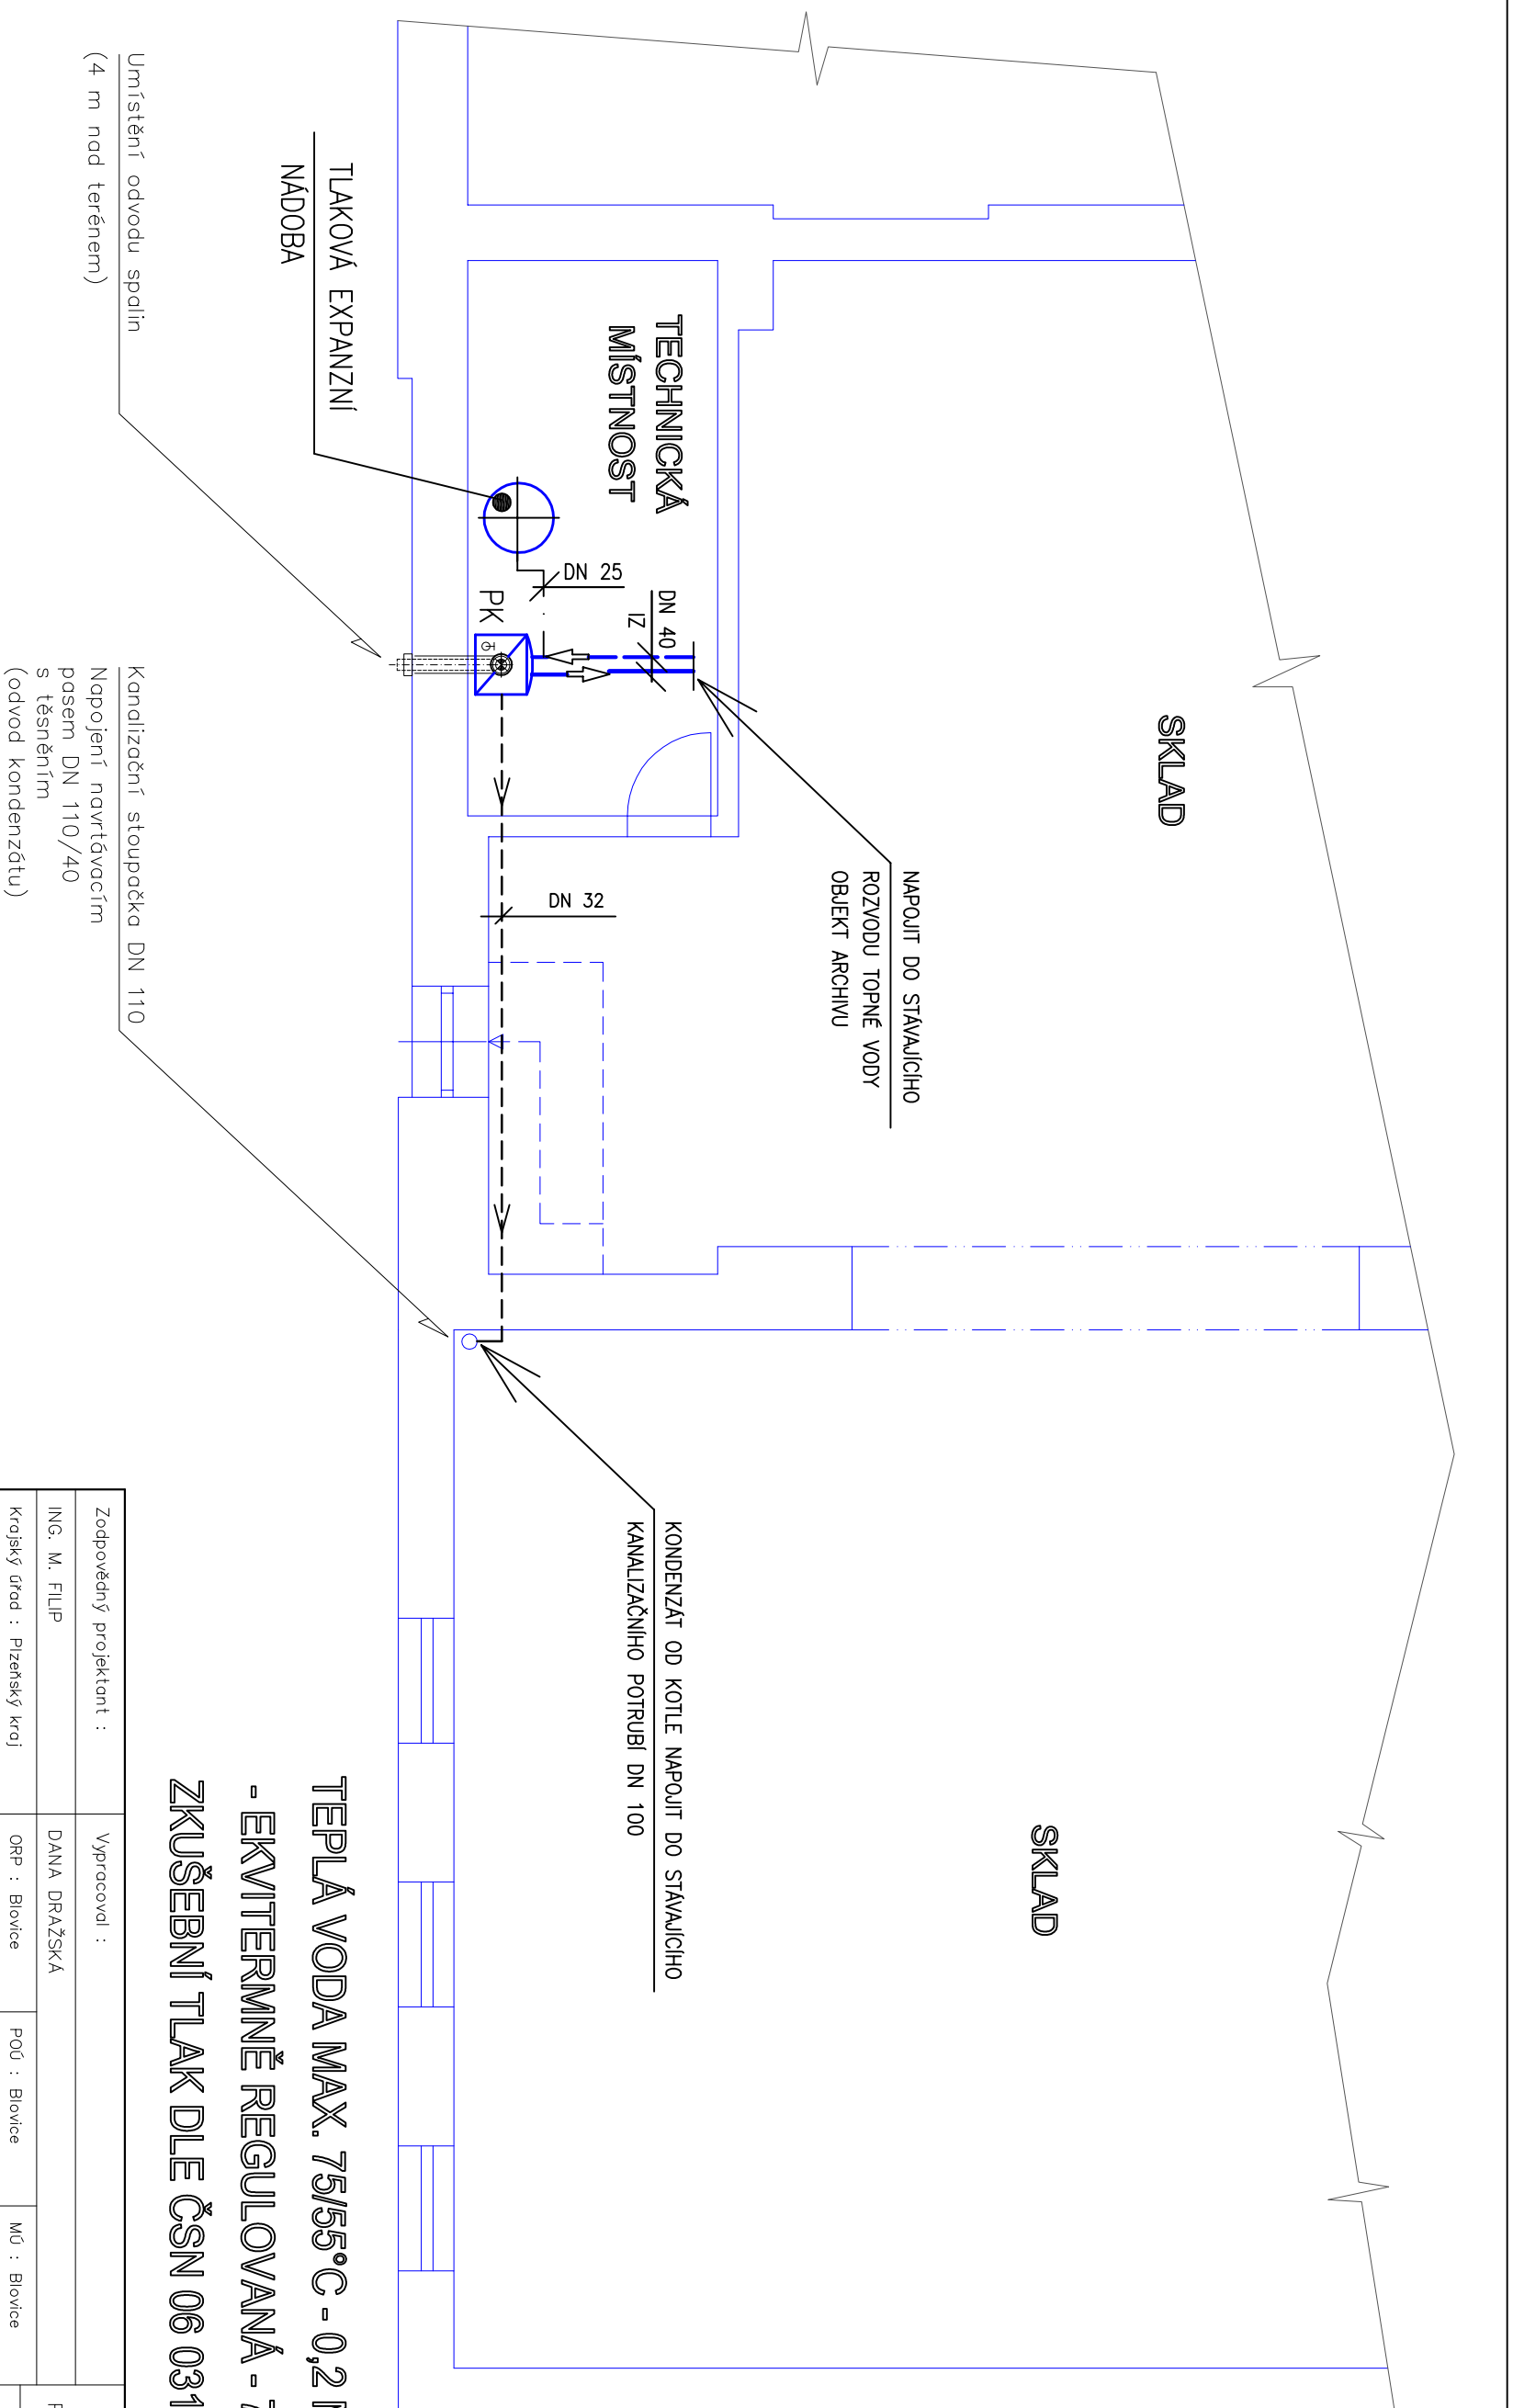 SKLAD
SKLAD
TECHNICKÁ
MÍSTNOST
NAPOJIT DO STÁVAJÍCÍHO
ROZVODU TOPNÉ VODY
OBJEKT ARCHIVU
DN 40
IZ
DN 25
PK
DN 32
TLAKOVÁ EXPANZNÍ
NÁDOBA
Umístění odvodu spalin
(4 m nad terénem)
Kanalizační stoupačka DN 110
Napojení navrtávacím
pasem DN 110/40
s těsněním
(odvod kondenzátu)
KONDENZÁT OD KOTLE NAPOJIT DO STÁVAJÍCÍHO
KANALIZAČNÍHO POTRUBÍ DN 100
TEPLÁ VODA MAX. 75/55°C - 0,2
- EKVITERMNĚ REGULOVANÁ -
ZKUŠEBNÍ TLAK DLE ČSN 06 031
Zodpovědný projektant :
Vypracoval :
ING. M. FILIP
DANA DRAŽSKÁ
Krajský úřad : Plzeňský kraj
ORP : Blovice
POÚ : Blovice
MÚ : Blovice